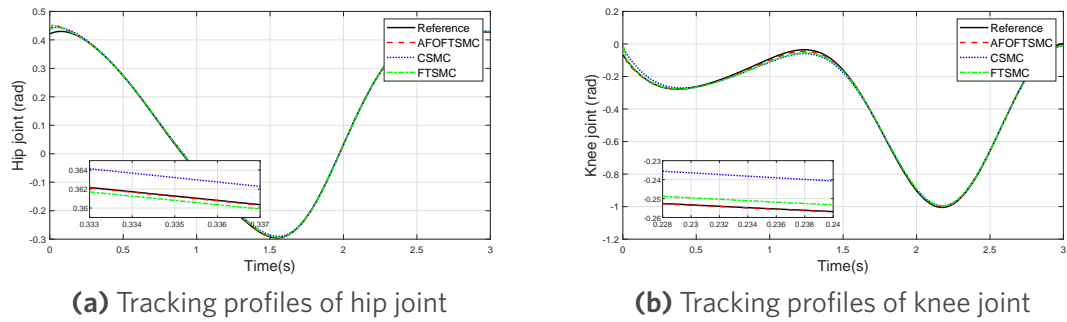 0.5
0.4
0.3
0.2
0.1
0
-0.1
-0.2
-0.3
Hip joint (rad)
Reference
AFOFTSMC
CSMC
FTSMC
0.364
0.362
0.36
0.333 0.334 0.335 0.336 0.337
0 0.5 1 1.5 2 2.5 3
Time(s)
(a) Tracking profiles of hip joint
0.2
0
-0.2
-0.4
-0.6
-0.8
-1
-1.2
Knee joint (rad)
Reference
AFOFTSMC
CSMC
FTSMC
-0.23
-0.24
-0.25
-0.26
0.228 0.23 0.232 0.234 0.236 0.238 0.24
0 0.5 1 1.5 2 2.5 3
Time(s)
(b) Tracking profiles of knee joint